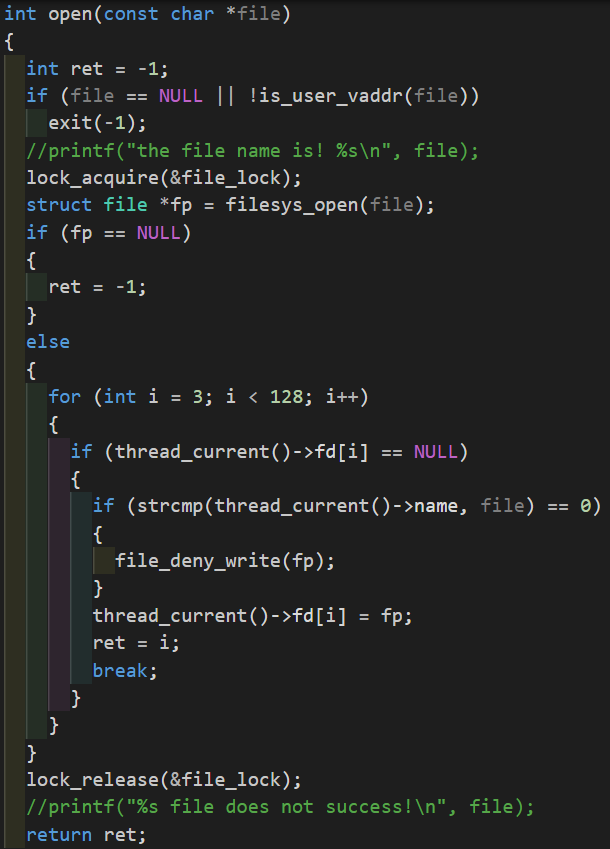 int open(const char *file)
{
int ret = -1;
if (file == NULL || !is_user_vaddr(file))
exit(-1);
//printf("the file name is! %s\n", file);
lock_acquire(&file_lock);
struct file *fp = filesys_open(file);
if (fp == NULL)
{
ret = -1;
}
else
{
for (int i = 3; i < 128; i++)
{
if (thread_current()->fd[i] == NULL)
{
if (strcmp(thread_current()->name, file) == 0)
{
file_deny_write(fp);
}
thread_current()->fd[i] = fp;
ret = i;
break;
}
}
}
lock_release(&file_lock);
//printf("%s file does not success!\n", file);
return ret;